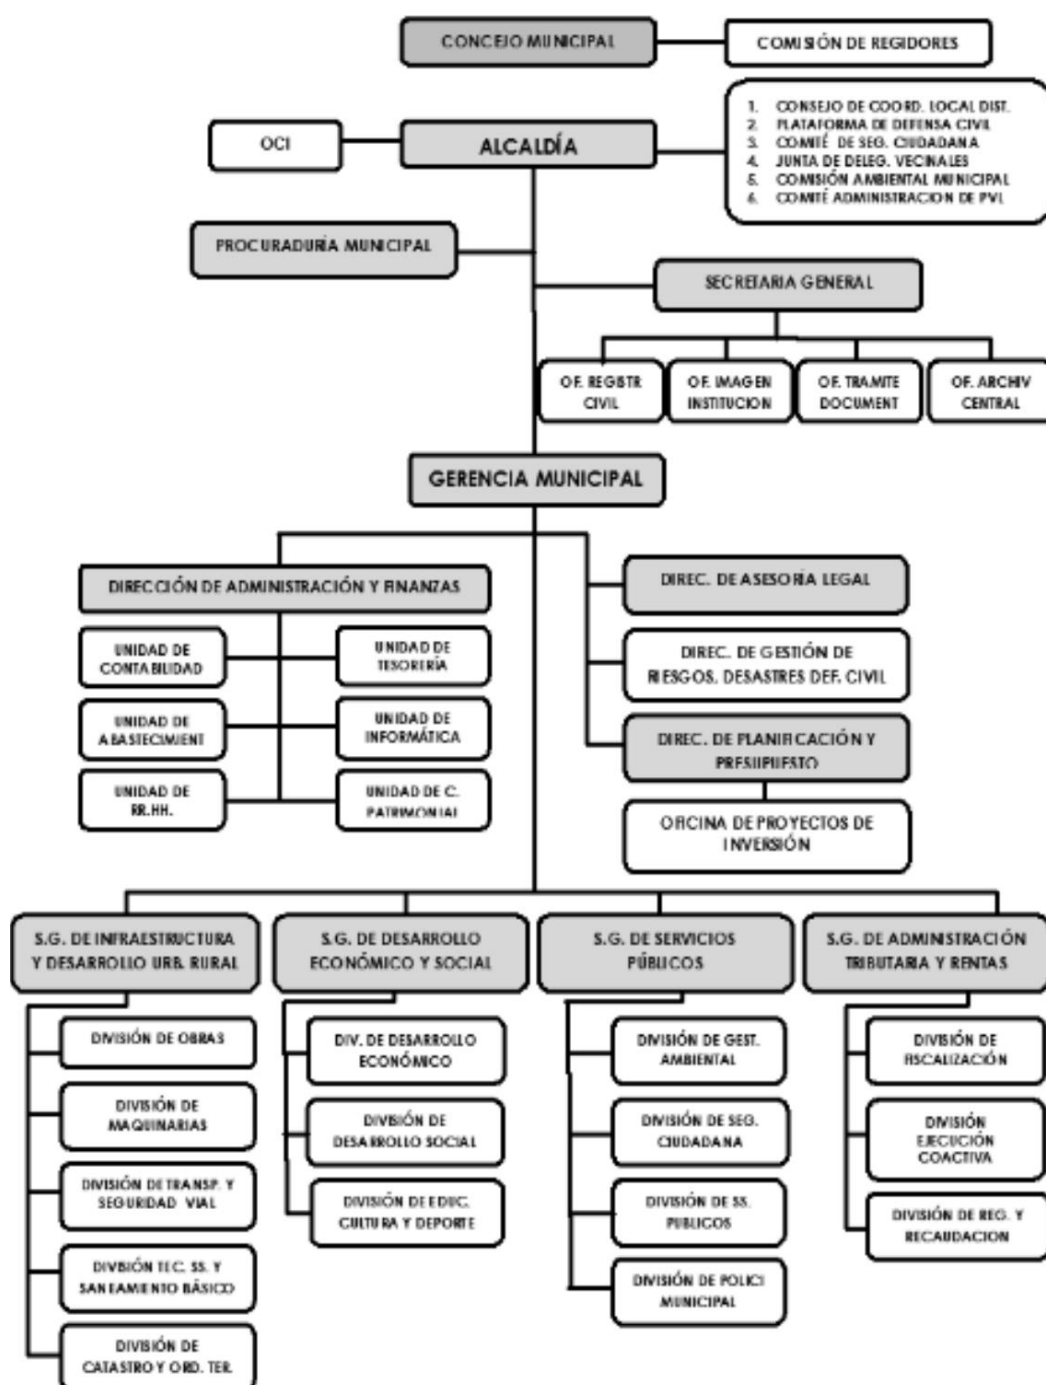 CONCEJO MUNICIPAL
COMISIÓN DE REGIDORES
OCI
ALCALDÍA
1. CONSEJO DE COORD. LOCAL DIST.
2. PLATAFORMA DE DEFENSA CIVIL
3. COMITÉ DE SEG. CIUDADANA
4. JUNTA DE DELEG. VECINALES
5. COMISIÓN AMBIENTAL MUNICIPAL
6. COMITÉ ADMINISTRACION DE PVL
PROCURADURÍA MUNICIPAL
SECRETARIA GENERAL
OF. REGISTR
CIVIL
OF. IMAGEN
INSTITUCION
OF. TRAMITE
DOCUMENT
OF. ARCHIV
CENTRAL
GERENCIA MUNICIPAL
DIRECCIÓN DE ADMINISTRACIÓN Y FINANZAS
UNIDAD DE
CONTABILIDAD
UNIDAD DE
TESORERÍA
UNIDAD DE
ABASTECIMIENT
UNIDAD DE
INFORMÁTICA
UNIDAD DE
RR.HH.
UNIDAD DE C.
PATRIMONIAL
DIREC. DE ASESORÍA LEGAL
DIREC. DE GESTIÓN DE
RIESGOS, DESASTRES DEF. CIVIL
DIREC. DE PLANIFICACIÓN Y
PRESUPUESTO
OFICINA DE PROYECTOS DE
INVERSIÓN
S.G. DE INFRAESTRUCTURA
Y DESARROLLO URB. RURAL
DIVISIÓN DE OBRAS
DIVISIÓN DE
MAQUINARIAS
DIVISIÓN DE TRANSP. Y
SEGURIDAD VIAL
DIVISIÓN TEC. SS. Y
SANEAMIENTO BÁSICO
DIVISIÓN DE
CATASTRO Y ORD. TER.
S.G. DE DESARROLLO
ECONÓMICO Y SOCIAL
DIV. DE DESARROLLO
ECONÓMICO
DIVISIÓN DE
DESARROLLO SOCIAL
DIVISIÓN DE EDUC.
CULTURA Y DEPORTE
S.G. DE SERVICIOS
PÚBLICOS
DIVISIÓN DE GEST.
AMBIENTAL
DIVISIÓN DE SEG.
CIUDADANA
DIVISIÓN DE SS.
PUBLICOS
DIVISIÓN DE POLICI
MUNICIPAL
S.G. DE ADMINISTRACIÓN
TRIBUTARIA Y RENTAS
DIVISIÓN DE
FISCALIZACIÓN
DIVISIÓN
EJECUCIÓN
COACTIVA
DIVISIÓN DE REG. Y
RECAUDACION